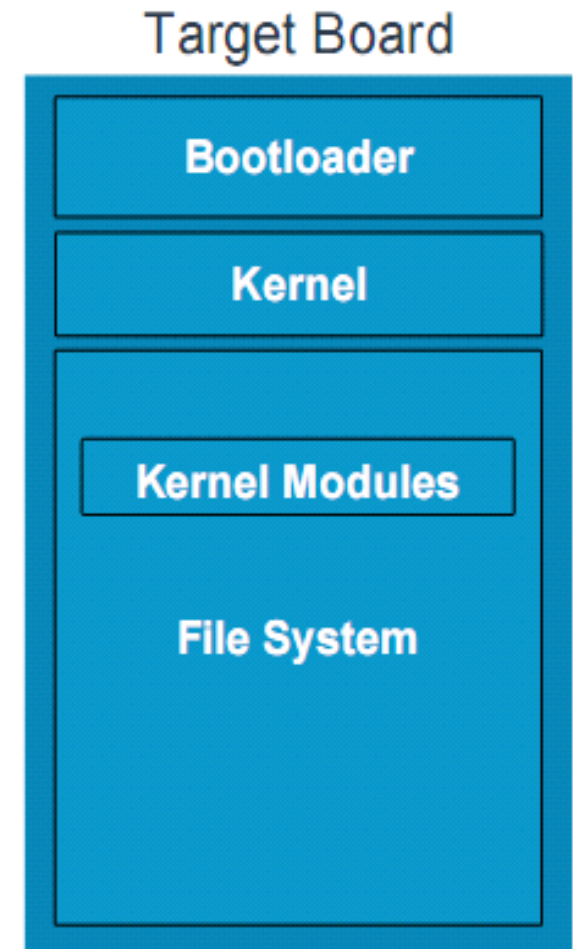 Target Board
Bootloader
Kernel
Kernel Modules
File System